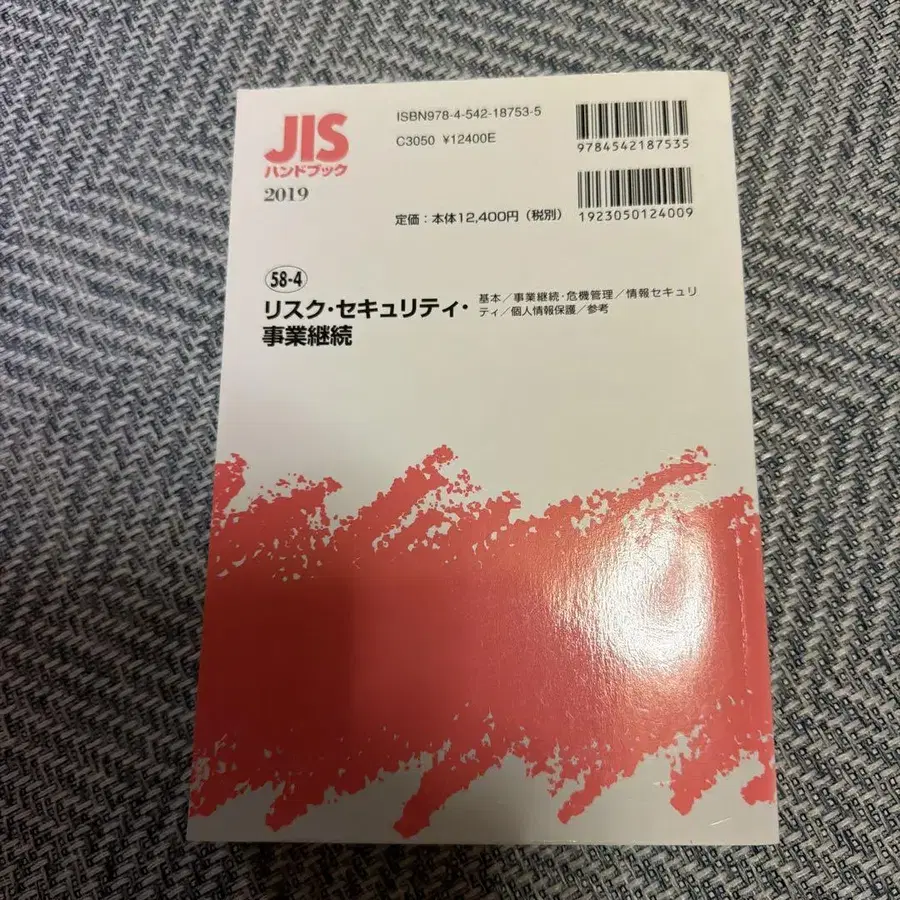 JIS
ハンドブック
2019
ISBN978-4-542-18753-5
C3050 ¥12400E
定価：本体12,400円（税別）
9784542187535
1923050124009
58-4
リスク・セキュリティ・
事業継続
基本／事業継続・危機管理／情報セキュリ
ティ／個人情報保護／参考